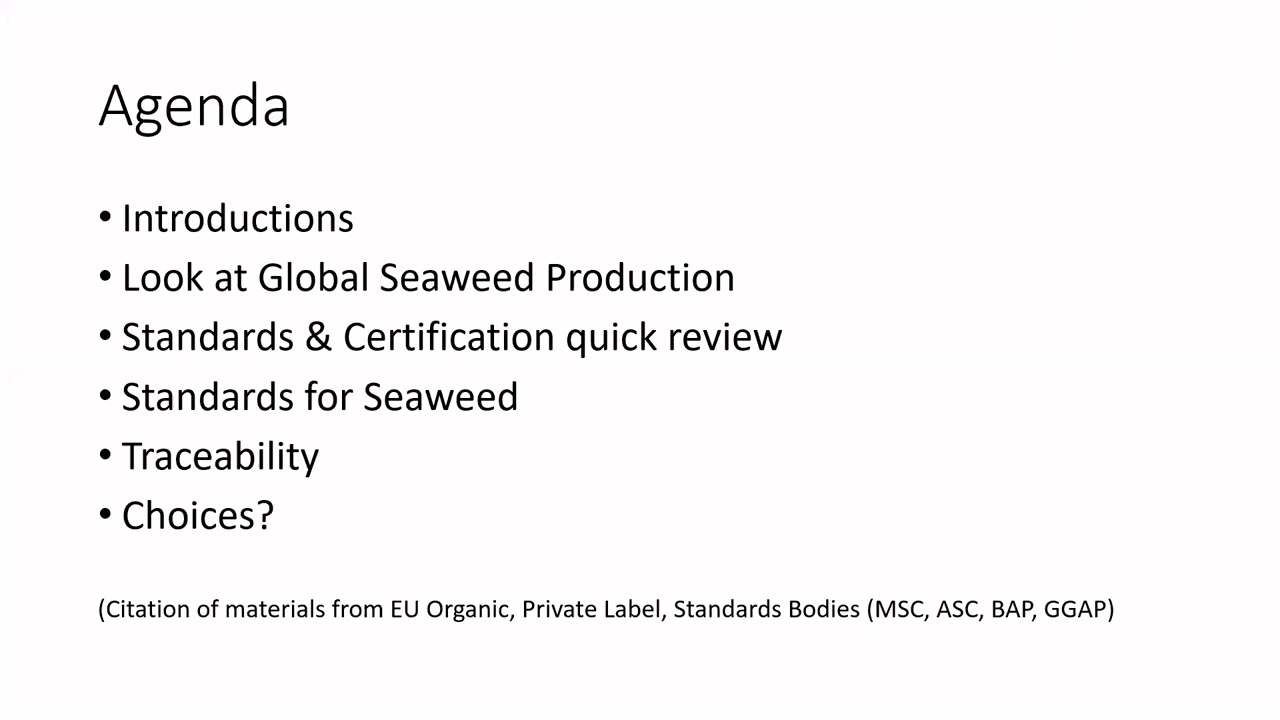 Agenda
• Introductions
• Look at Global Seaweed Production
• Standards & Certification quick review
• Standards for Seaweed
• Traceability
• Choices?
(Citation of materials from EU Organic, Private Label, Standards Bodies (MSC, ASC, BAP, GGAP)